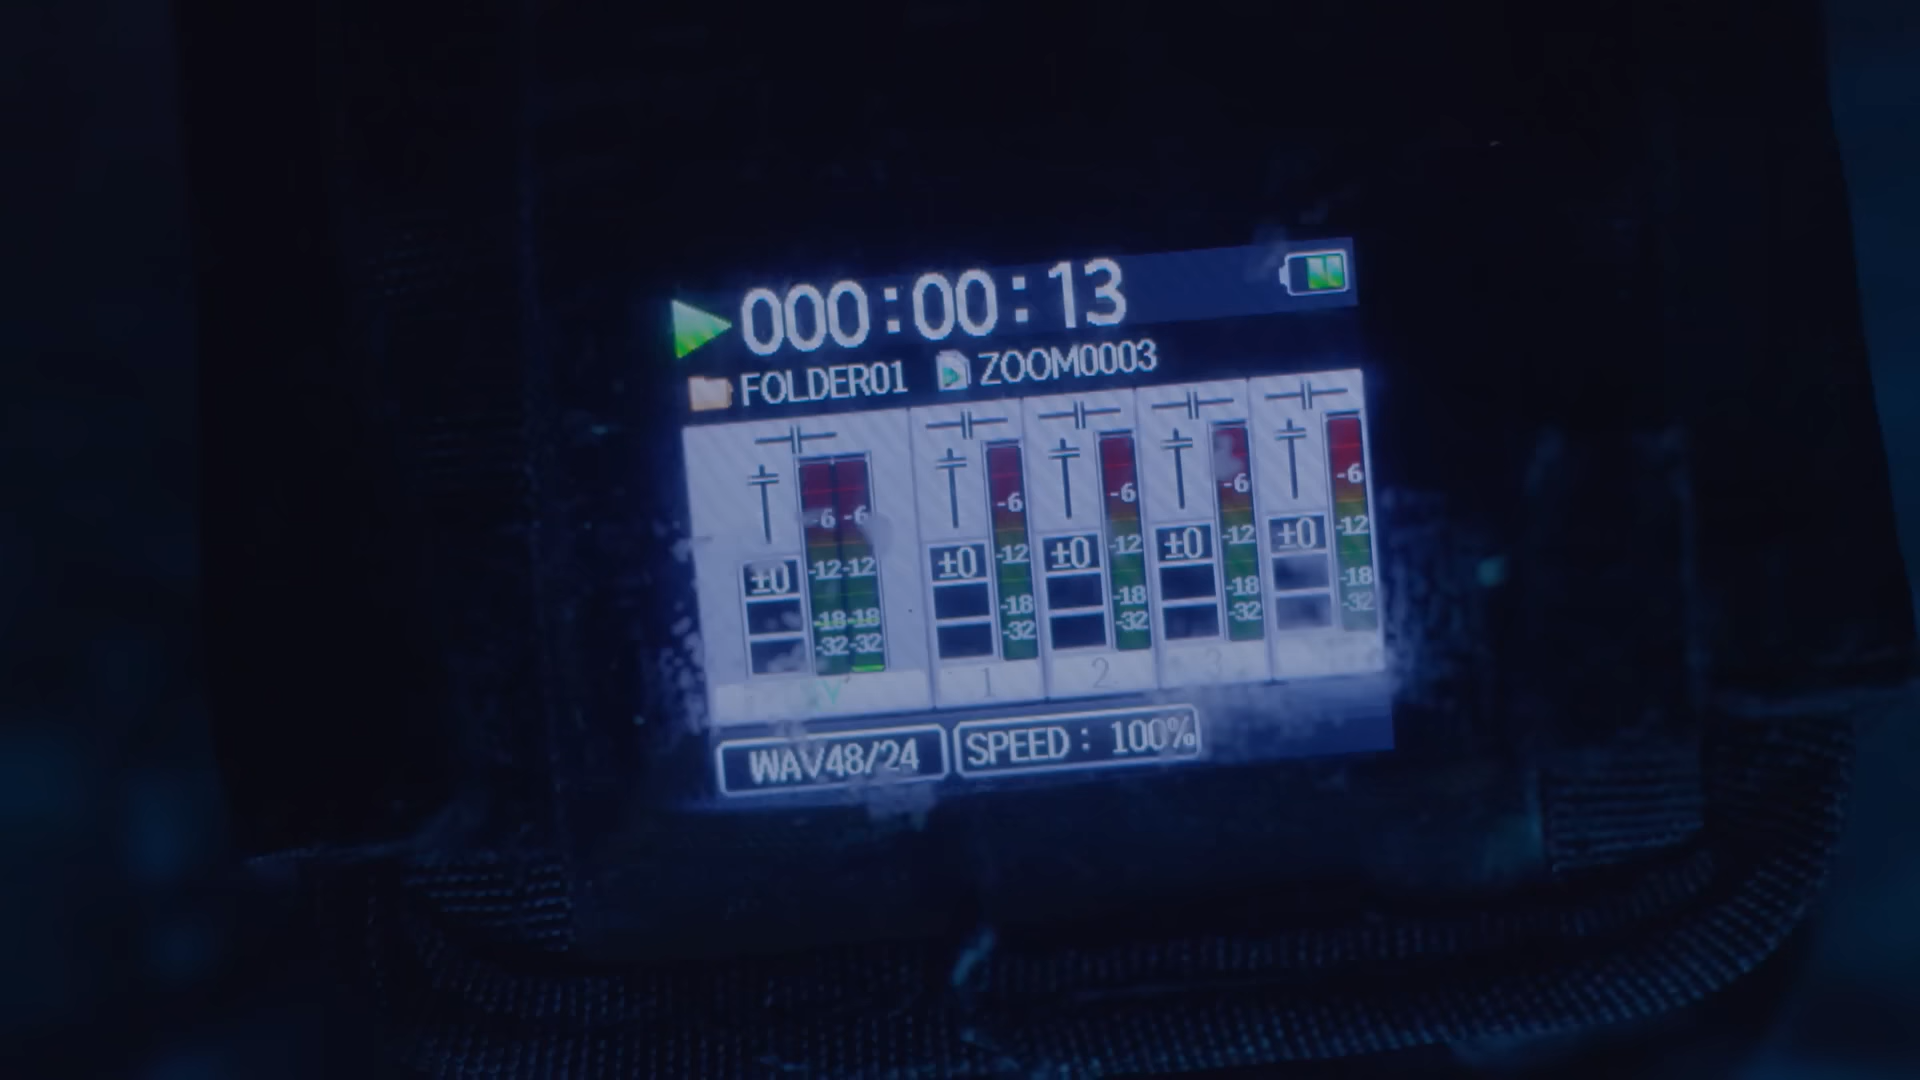 000:00:13
FOLDER01 ZOOM0003
-6 -6 -6 -6 -6 -6
±0 -12 -12 ±0 -12 ±0 -12 ±0 -12 ±0 -12
-18 -18 -18 -18 -18 -18
-32 -32 -32 -32 -32 -32
1 2 3
WAV48/24 SPEED: 100%